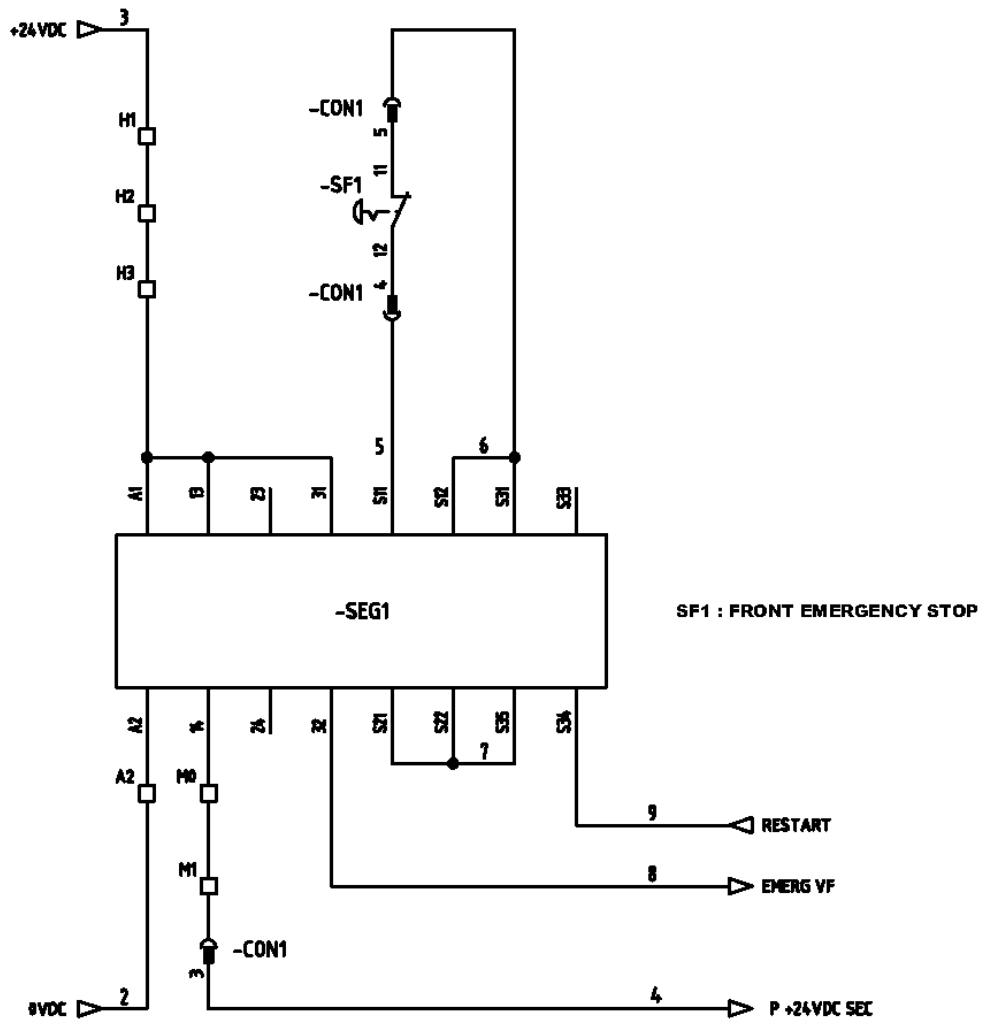 +24VDC 3
-CON1
5
H1
11
-SF1
H2
12
H3
4
-CON1
5
6
A1 13 23 31 S11 S12 S31 S33
-SEG1
SF1 : FRONT EMERGENCY STOP
A2 14 24 32 S21 S22 S35 S34
7
A2 M0
9 RESTART
M1
8 EMERG VF
-CON1
3
0VDC 2
4 P +24VDC SEC